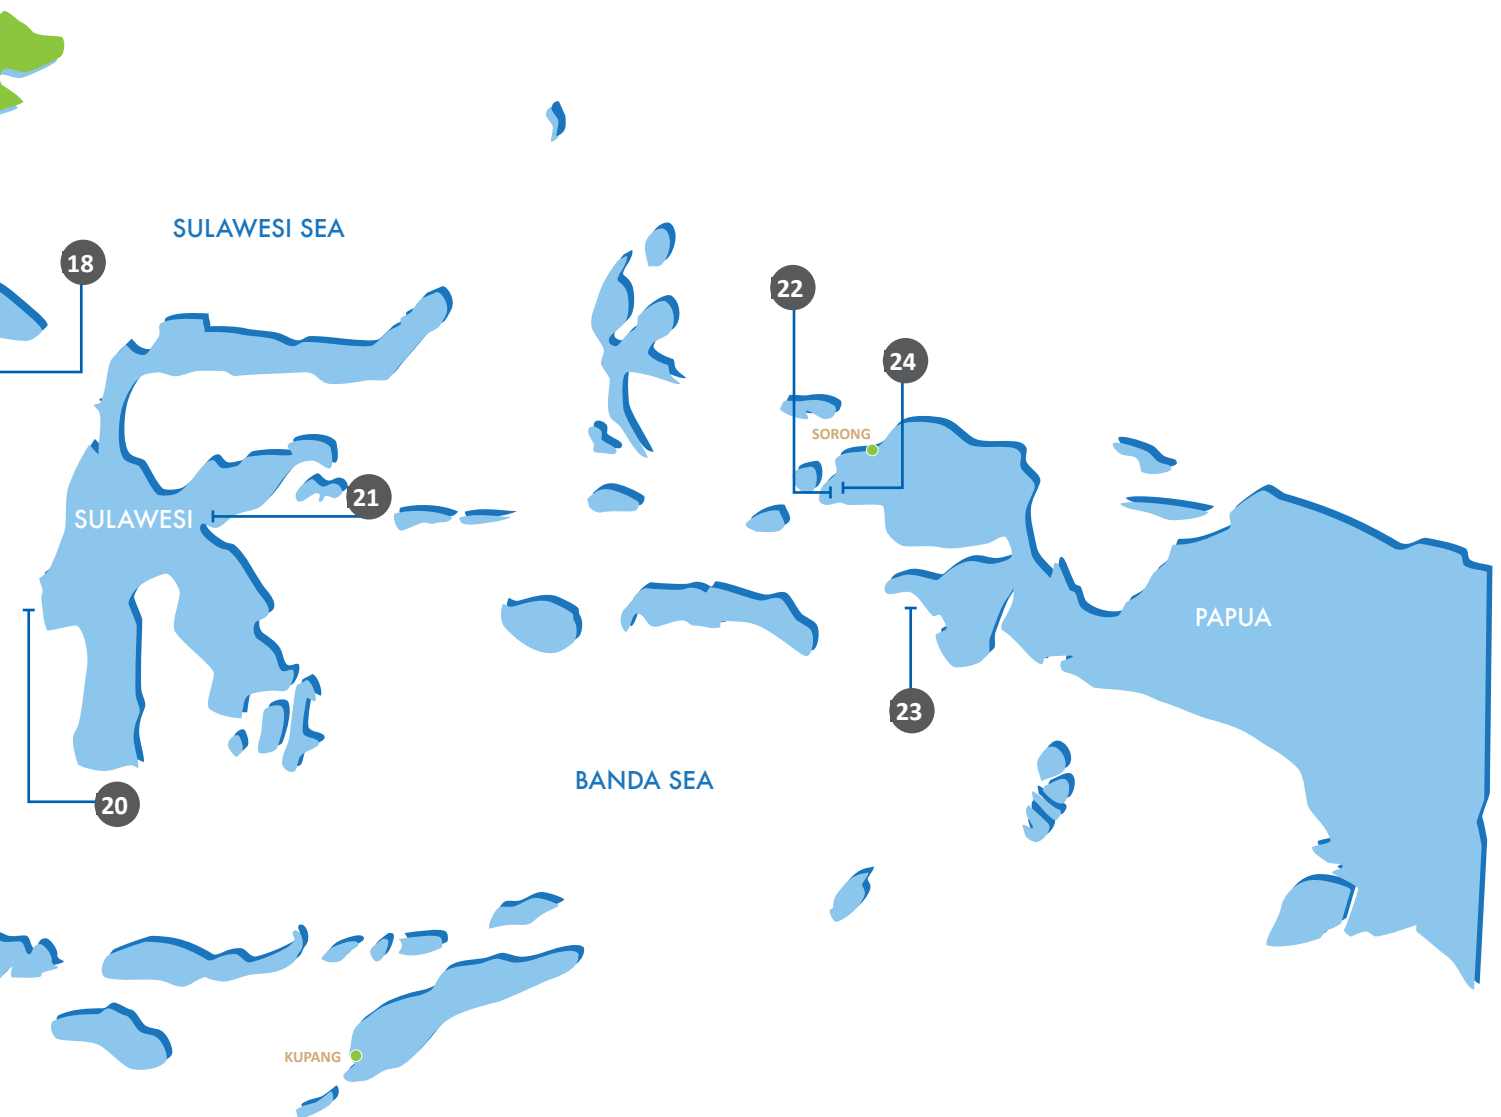 SULAWESI SEA
18
22
24
SORONG
21
SULAWESI
PAPUA
23
BANDA SEA
20
KUPANG